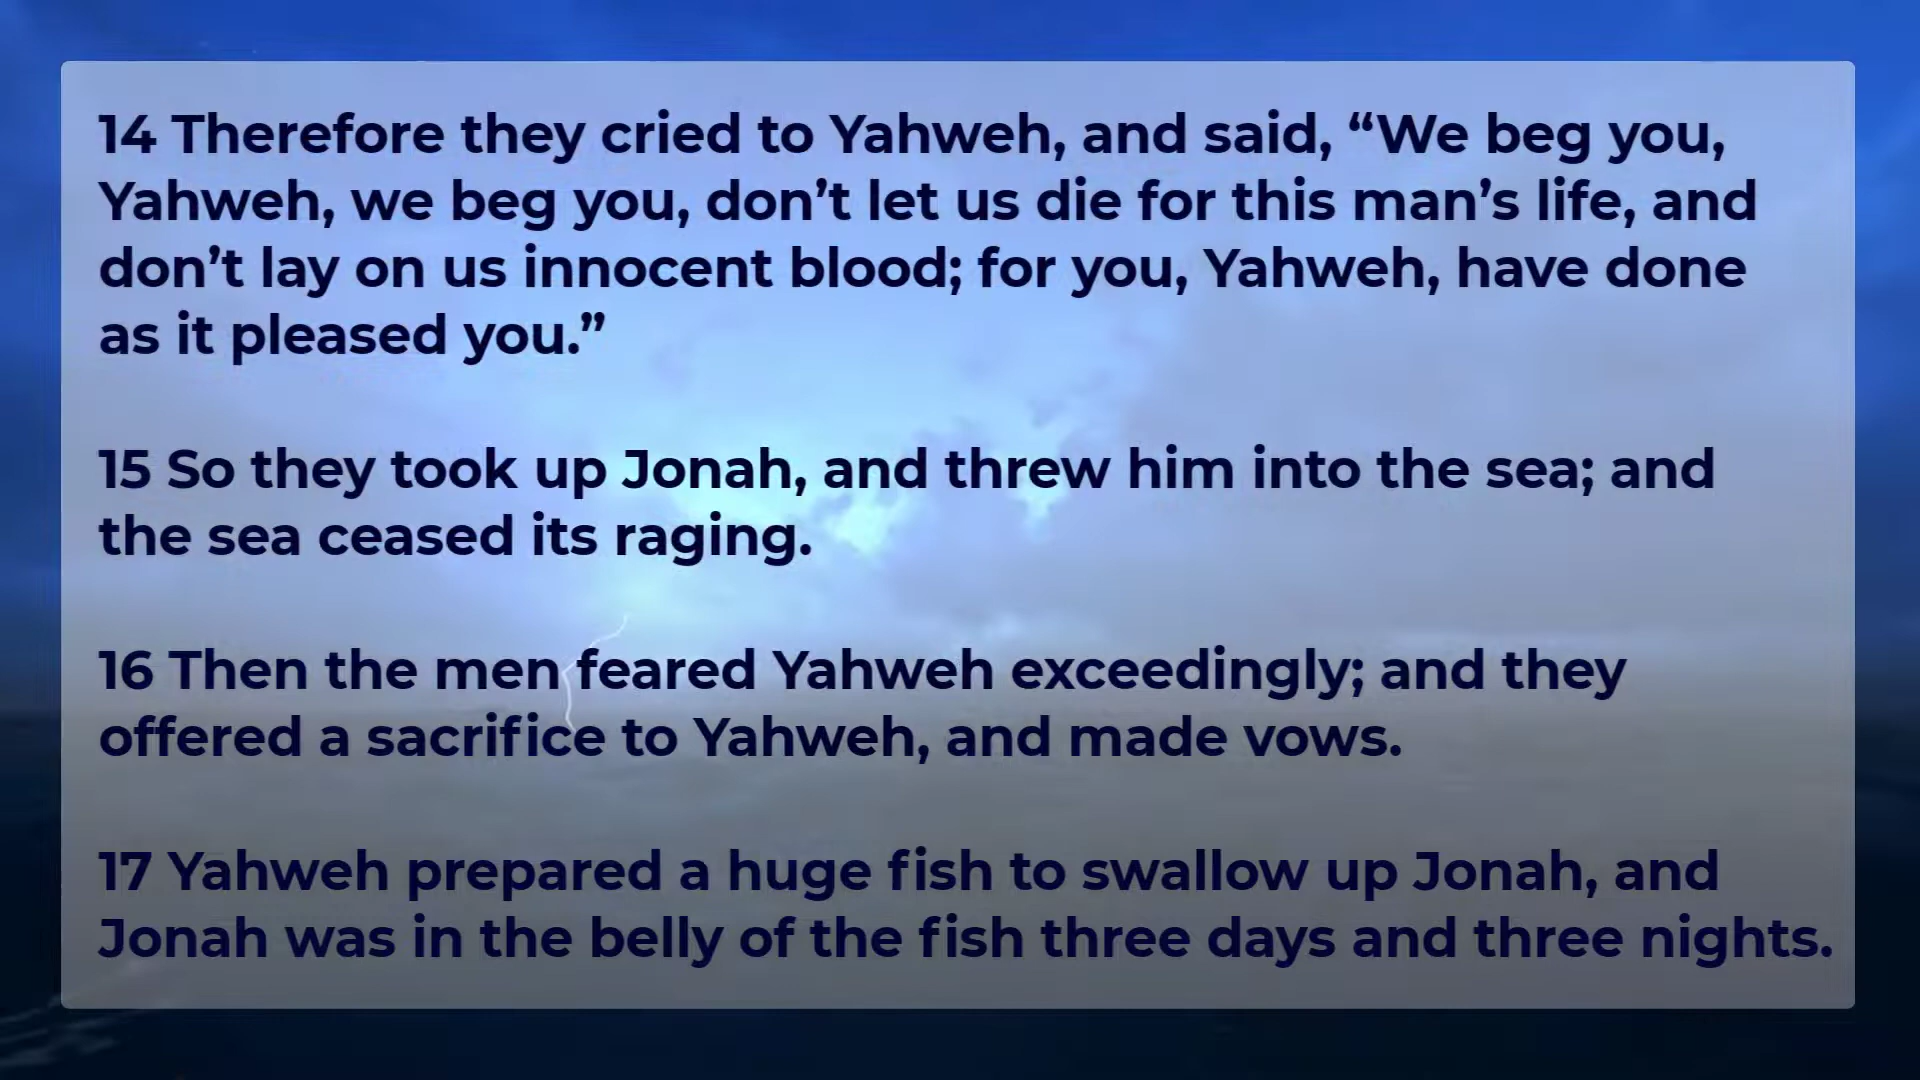 14 Therefore they cried to Yahweh, and said, “We beg you,
Yahweh, we beg you, don’t let us die for this man’s life, and
don’t lay on us innocent blood; for you, Yahweh, have done
as it pleased you.”
15 So they took up Jonah, and threw him into the sea; and
the sea ceased its raging.
16 Then the men feared Yahweh exceedingly; and they
offered a sacrifice to Yahweh, and made vows.
17 Yahweh prepared a huge fish to swallow up Jonah, and
Jonah was in the belly of the fish three days and three nights.